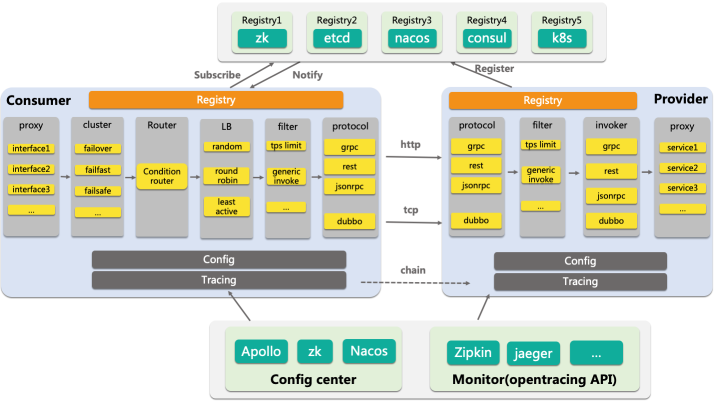 Registry1
Registry2
Registry3
Registry4
Registry5
zk
etcd
nacos
consul
k8s
Subscribe
Notify
Register
Consumer
Registry
proxy
interface1
interface2
interface3
...
cluster
failover
failfast
failsafe
...
Router
Condition
router
LB
random
round
robin
least
active
filter
tps limit
generic
invoke
...
protocol
grpc
rest
jsonrpc
dubbo
Config
Tracing
http
tcp
chain
Provider
Registry
protocol
grpc
rest
jsonrpc
dubbo
filter
tps limit
generic
invoke
...
invoker
grpc
rest
jsonrpc
dubbo
proxy
service1
service2
service3
...
Config
Tracing
Apollo
zk
Nacos
Config center
Zipkin
jaeger
...
Monitor(opentracing API)